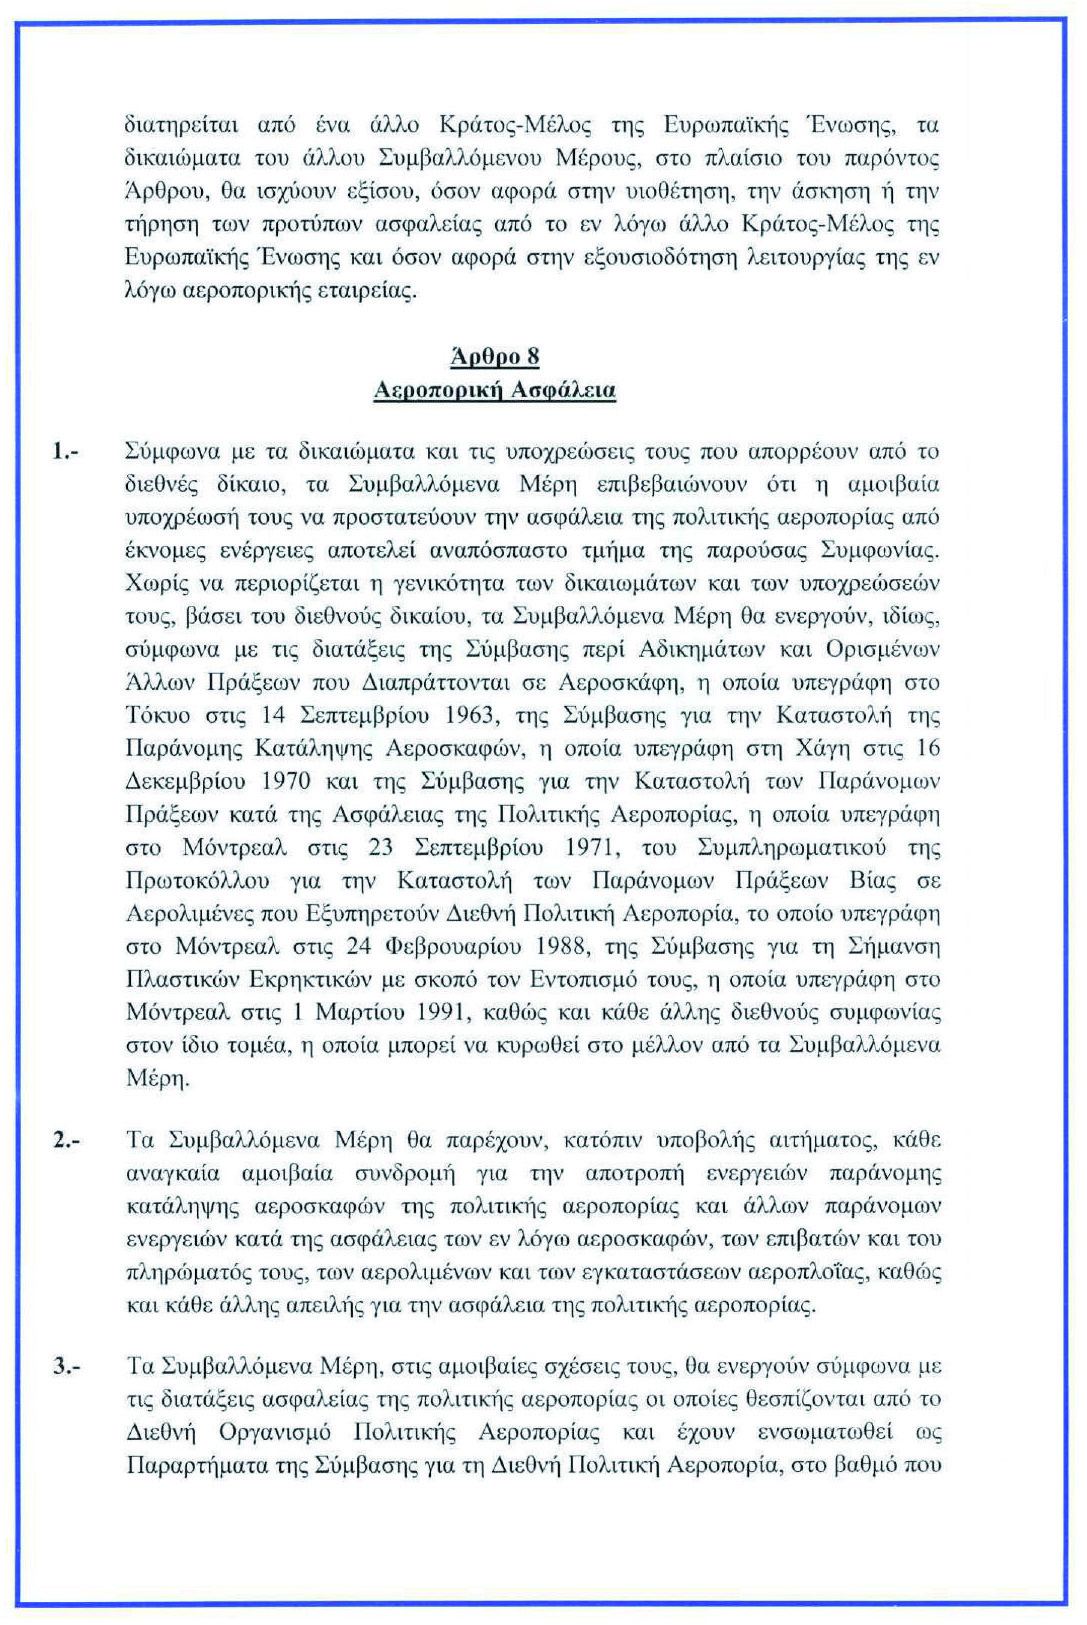 διατηρείται από ένα άλλο Κράτος-Μέλος της Ευρωπαϊκής Ένωσης, τα
δικαιώματα του άλλου Συμβαλλόμενου Μέρους, στο πλαίσιο του παρόντος
Άρθρου, θα ισχύουν εξίσου, όσον αφορά στην υιοθέτηση, την άσκηση ή την
τήρηση των προτύπων ασφαλείας από το εν λόγω άλλο Κράτος-Μέλος της
Ευρωπαϊκής Ένωσης και όσον αφορά στην εξουσιοδότηση λειτουργίας της εν
λόγω αεροπορικής εταιρείας.
Άρθρο 8
Αεροπορική Ασφάλεια
1.- Σύμφωνα με τα δικαιώματα και τις υποχρεώσεις τους που απορρέουν από το
διεθνές δίκαιο, τα Συμβαλλόμενα Μέρη επιβεβαιώνουν ότι η αμοιβαία
υποχρέωσή τους να προστατεύουν την ασφάλεια της πολιτικής αεροπορίας από
έκνομες ενέργειες αποτελεί αναπόσπαστο τμήμα της παρούσας Συμφωνίας.
Χωρίς να περιορίζεται η γενικότητα των δικαιωμάτων και των υποχρεώσεών
τους, βάσει του διεθνούς δικαίου, τα Συμβαλλόμενα Μέρη θα ενεργούν, ιδίως,
σύμφωνα με τις διατάξεις της Σύμβασης περί Αδικημάτων και Ορισμένων
Άλλων Πράξεων που Διαπράττονται σε Αεροσκάφη, η οποία υπεγράφη στο
Τόκυο στις 14 Σεπτεμβρίου 1963, της Σύμβασης για την Καταστολή της
Παράνομης Κατάληψης Αεροσκαφών, η οποία υπεγράφη στη Χάγη στις 16
Δεκεμβρίου 1970 και της Σύμβασης για την Καταστολή των Παράνομων
Πράξεων κατά της Ασφάλειας της Πολιτικής Αεροπορίας, η οποία υπεγράφη
στο Μόντρεαλ στις 23 Σεπτεμβρίου 1971, του Συμπληρωματικού της
Πρωτοκόλλου για την Καταστολή των Παράνομων Πράξεων Βίας σε
Αερολιμένες που Εξυπηρετούν Διεθνή Πολιτική Αεροπορία, το οποίο υπεγράφη
στο Μόντρεαλ στις 24 Φεβρουαρίου 1988, της Σύμβασης για τη Σήμανση
Πλαστικών Εκρηκτικών με σκοπό τον Εντοπισμό τους, η οποία υπεγράφη στο
Μόντρεαλ στις 1 Μαρτίου 1991, καθώς και κάθε άλλης διεθνούς συμφωνίας
στον ίδιο τομέα, η οποία μπορεί να κυρωθεί στο μέλλον από τα Συμβαλλόμενα
Μέρη.
2.- Τα Συμβαλλόμενα Μέρη θα παρέχουν, κατόπιν υποβολής αιτήματος, κάθε
αναγκαία αμοιβαία συνδρομή για την αποτροπή ενεργειών παράνομης
κατάληψης αεροσκαφών της πολιτικής αεροπορίας και άλλων παράνομων
ενεργειών κατά της ασφάλειας των εν λόγω αεροσκαφών, των επιβατών και του
πληρώματός τους, των αερολιμένων και των εγκαταστάσεων αεροπλοΐας, καθώς
και κάθε άλλης απειλής για την ασφάλεια της πολιτικής αεροπορίας.
3.- Τα Συμβαλλόμενα Μέρη, στις αμοιβαίες σχέσεις τους, θα ενεργούν σύμφωνα με
τις διατάξεις ασφαλείας της πολιτικής αεροπορίας οι οποίες θεσπίζονται από το
Διεθνή Οργανισμό Πολιτικής Αεροπορίας και έχουν ενσωματωθεί ως
Παραρτήματα της Σύμβασης για τη Διεθνή Πολιτική Αεροπορία, στο βαθμό που